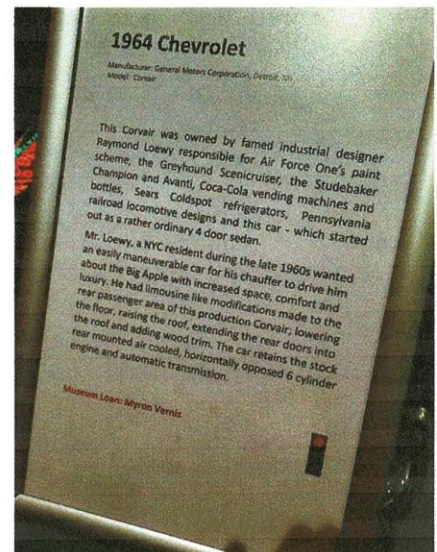 1964 Chevrolet
Manufacturer: General Motors Corporation, Detroit, MI
Model: Corvair
This Corvair was owned by famed industrial designer
Raymond Loewy responsible for Air Force One's paint
scheme, the Greyhound Scenicruiser, the Studebaker
Champion and Avanti, Coca-Cola vending machines and
bottles, Sears Coldspot refrigerators, Pennsylvania
railroad locomotive designs and this car - which started
out as a rather ordinary 4 door sedan.
Mr. Loewy, a NYC resident during the late 1960s wanted
an easily maneuverable car for his chauffer to drive him
about the Big Apple with increased space, comfort and
luxury. He had limousine like modifications made to the
rear passenger area of this production Corvair; lowering
the floor, raising the roof, extending the rear doors into
the roof and adding wood trim. The car retains the stock
rear mounted air cooled, horizontally opposed 6 cylinder
engine and automatic transmission.
Museum Loan: Myron Vernis